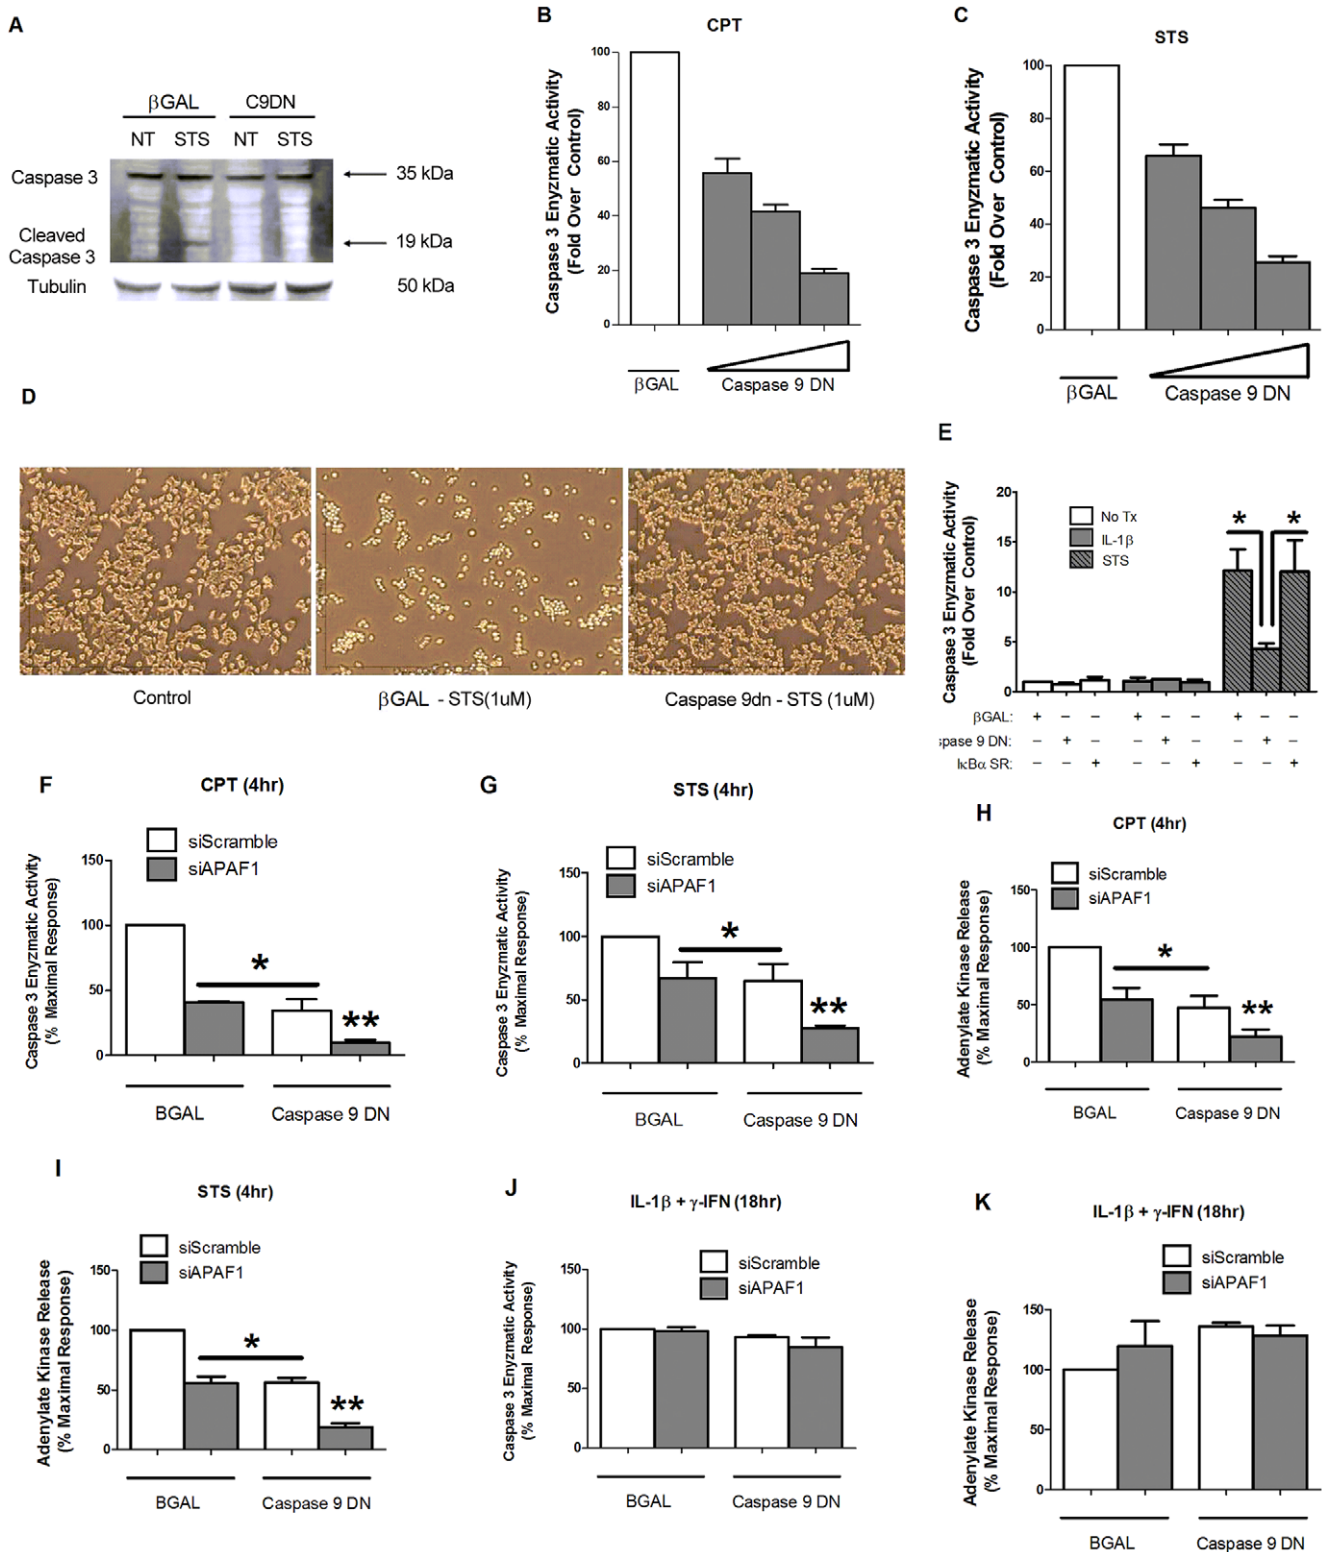 A
βGAL C9DN
NT STS NT STS
Caspase 3
35 kDa
Cleaved
Caspase 3
19 kDa
Tubulin
50 kDa
B
CPT
Caspase 3 Enyzmatic Activity
(Fold Over Control)
100
80
60
40
20
0
βGAL
Caspase 9 DN
C
STS
Caspase 3 Enyzmatic Activity
(Fold Over Control)
100
80
60
40
20
0
βGAL
Caspase 9 DN
D
Control
βGAL - STS(1uM)
Caspase 9dn - STS (1uM)
E
Caspase 3 Enyzmatic Activity
(Fold Over Control)
20
15
10
5
0
No Tx
IL-1β
STS
* *
βGAL: + – – + – – + – –
spase 9 DN: – + – – + – – + –
IκBα SR: – – + – – + – – +
F
CPT (4hr)
siScramble
siAPAF1
Caspase 3 Enyzmatic Activity
(% Maximal Response)
150
100
50
0
*
**
BGAL
Caspase 9 DN
G
STS (4hr)
siScramble
siAPAF1
Caspase 3 Enyzmatic Activity
(% Maximal Response)
150
100
50
0
*
**
BGAL
Caspase 9 DN
H
CPT (4hr)
siScramble
siAPAF1
Adenylate Kinase Release
(% Maximal Response)
150
100
50
0
*
**
BGAL
Caspase 9 DN
I
STS (4hr)
siScramble
siAPAF1
Adenylate Kinase Release
(% Maximal Response)
150
100
50
0
*
**
BGAL
Caspase 9 DN
J
IL-1β + γ-IFN (18hr)
siScramble
siAPAF1
Caspase 3 Enyzmatic Activity
(% Maximal Response)
150
100
50
0
BGAL
Caspase 9 DN
K
IL-1β + γ-IFN (18hr)
siScramble
siAPAF1
Adenylate Kinase Release
(% Maximal Response)
150
100
50
0
BGAL
Caspase 9 DN